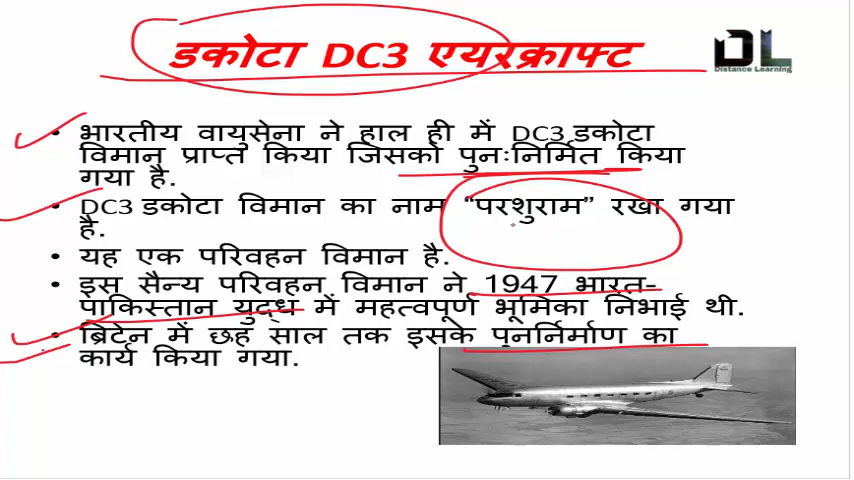 डकोटा DC3 एयरक्राफ्ट
DL
Distance Learning
• भारतीय वायुसेना ने हाल ही में DC3 डकोटा
विमान प्राप्त किया जिसको पुनःनिर्मित किया
गया है.
• DC3 डकोटा विमान का नाम “परशुराम” रखा गया
है.
• यह एक परिवहन विमान है.
• इस सैन्य परिवहन विमान ने 1947 भारत-
पाकिस्तान युद्ध में महत्वपूर्ण भूमिका निभाई थी.
• ब्रिटेन में छह साल तक इसके पुनर्निर्माण का
कार्य किया गया.